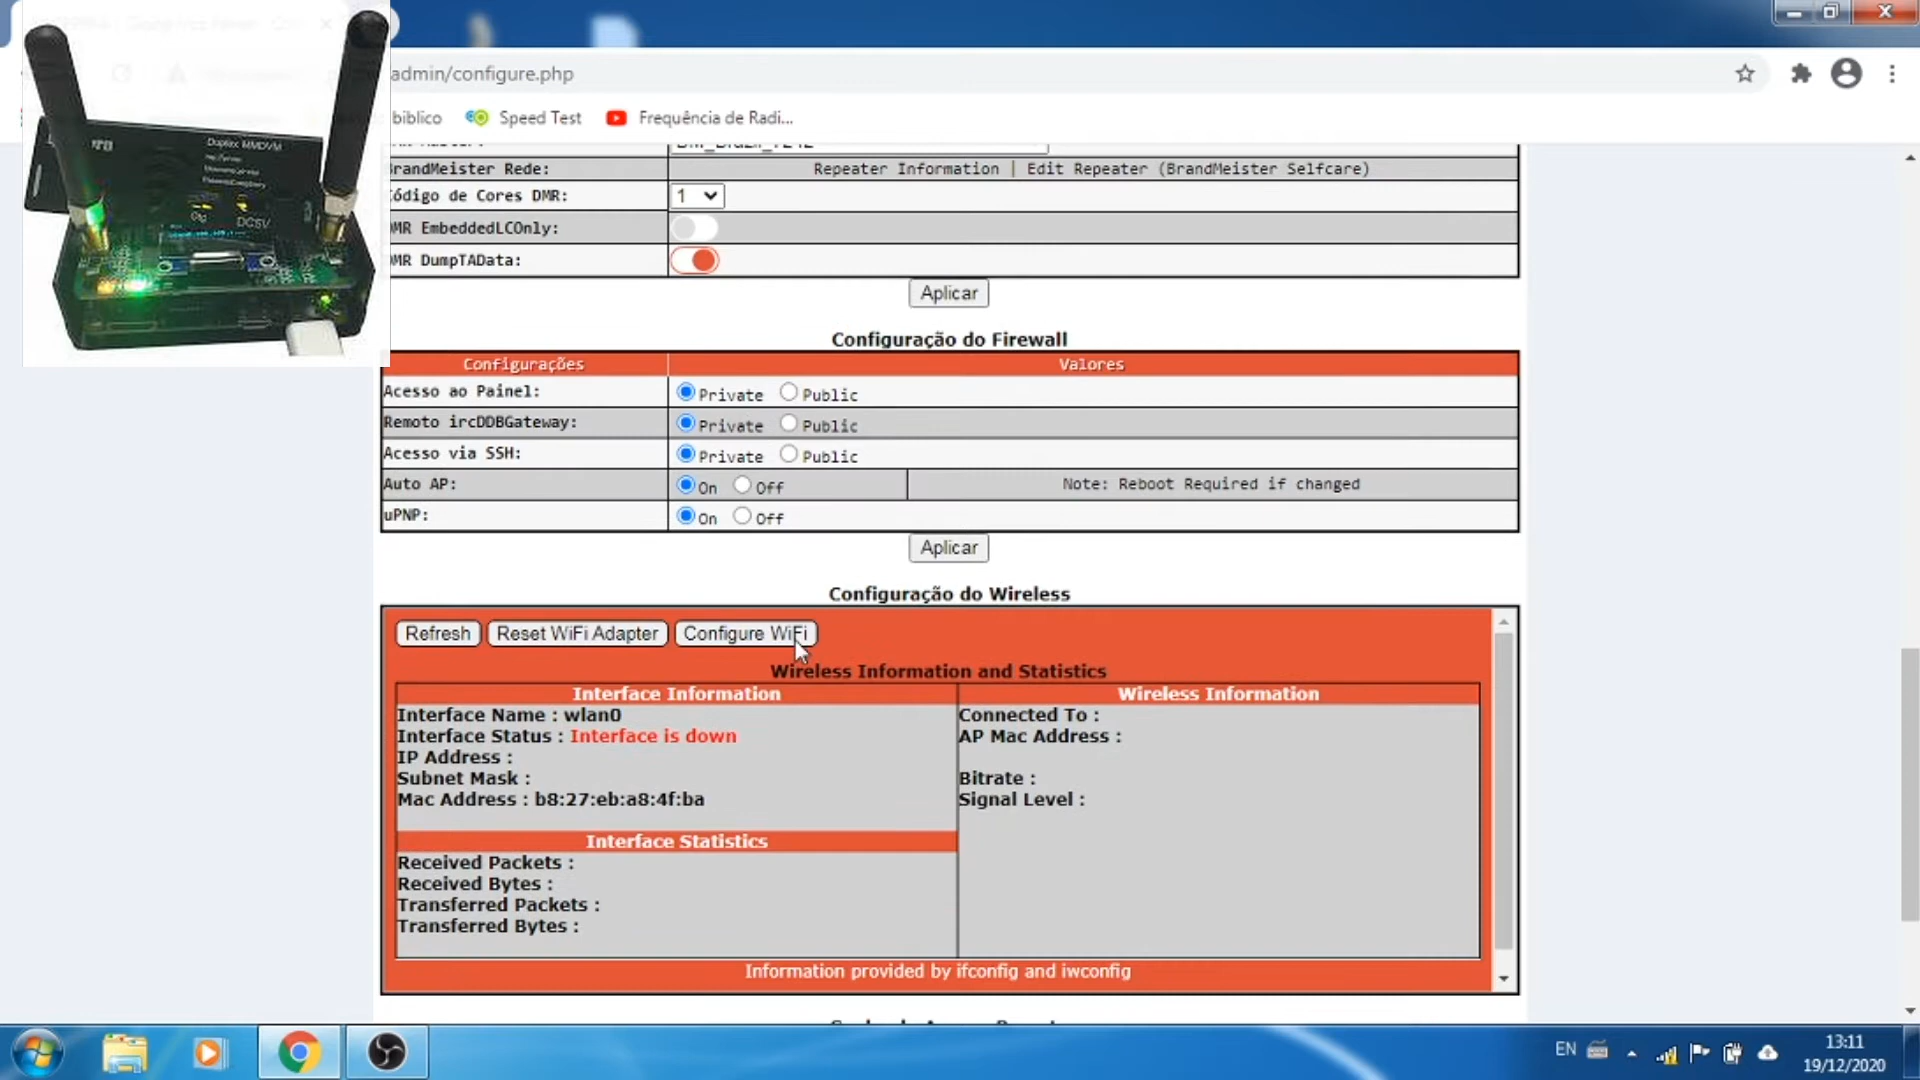 admin/configure.php
biblico
Speed Test
Frequência de Radi...
Duplex MMDVM
DCSV
BrandMeister Rede:
Repeater Information | Edit Repeater (BrandMeister Selfcare)
ódigo de Cores DMR:
1
DMR EmbeddedLCOnly:
DMR DumpTAData:
Aplicar
Configuração do Firewall
Configurações
Valores
Acesso ao Painel:
Private
Public
Remoto ircDDBGateway:
Private
Public
Acesso via SSH:
Private
Public
Auto AP:
On
Off
Note: Reboot Required if changed
uPNP:
On
Off
Aplicar
Configuração do Wireless
Refresh
Reset WiFi Adapter
Configure WiFi
Wireless Information and Statistics
Interface Information
Wireless Information
Interface Name : wlan0
Interface Status : Interface is down
IP Address :
Subnet Mask :
Mac Address : b8:27:eb:a8:4f:ba
Connected To :
AP Mac Address :
Bitrate :
Signal Level :
Interface Statistics
Received Packets :
Received Bytes :
Transferred Packets :
Transferred Bytes :
Information provided by ifconfig and iwconfig
EN
13:11
19/12/2020